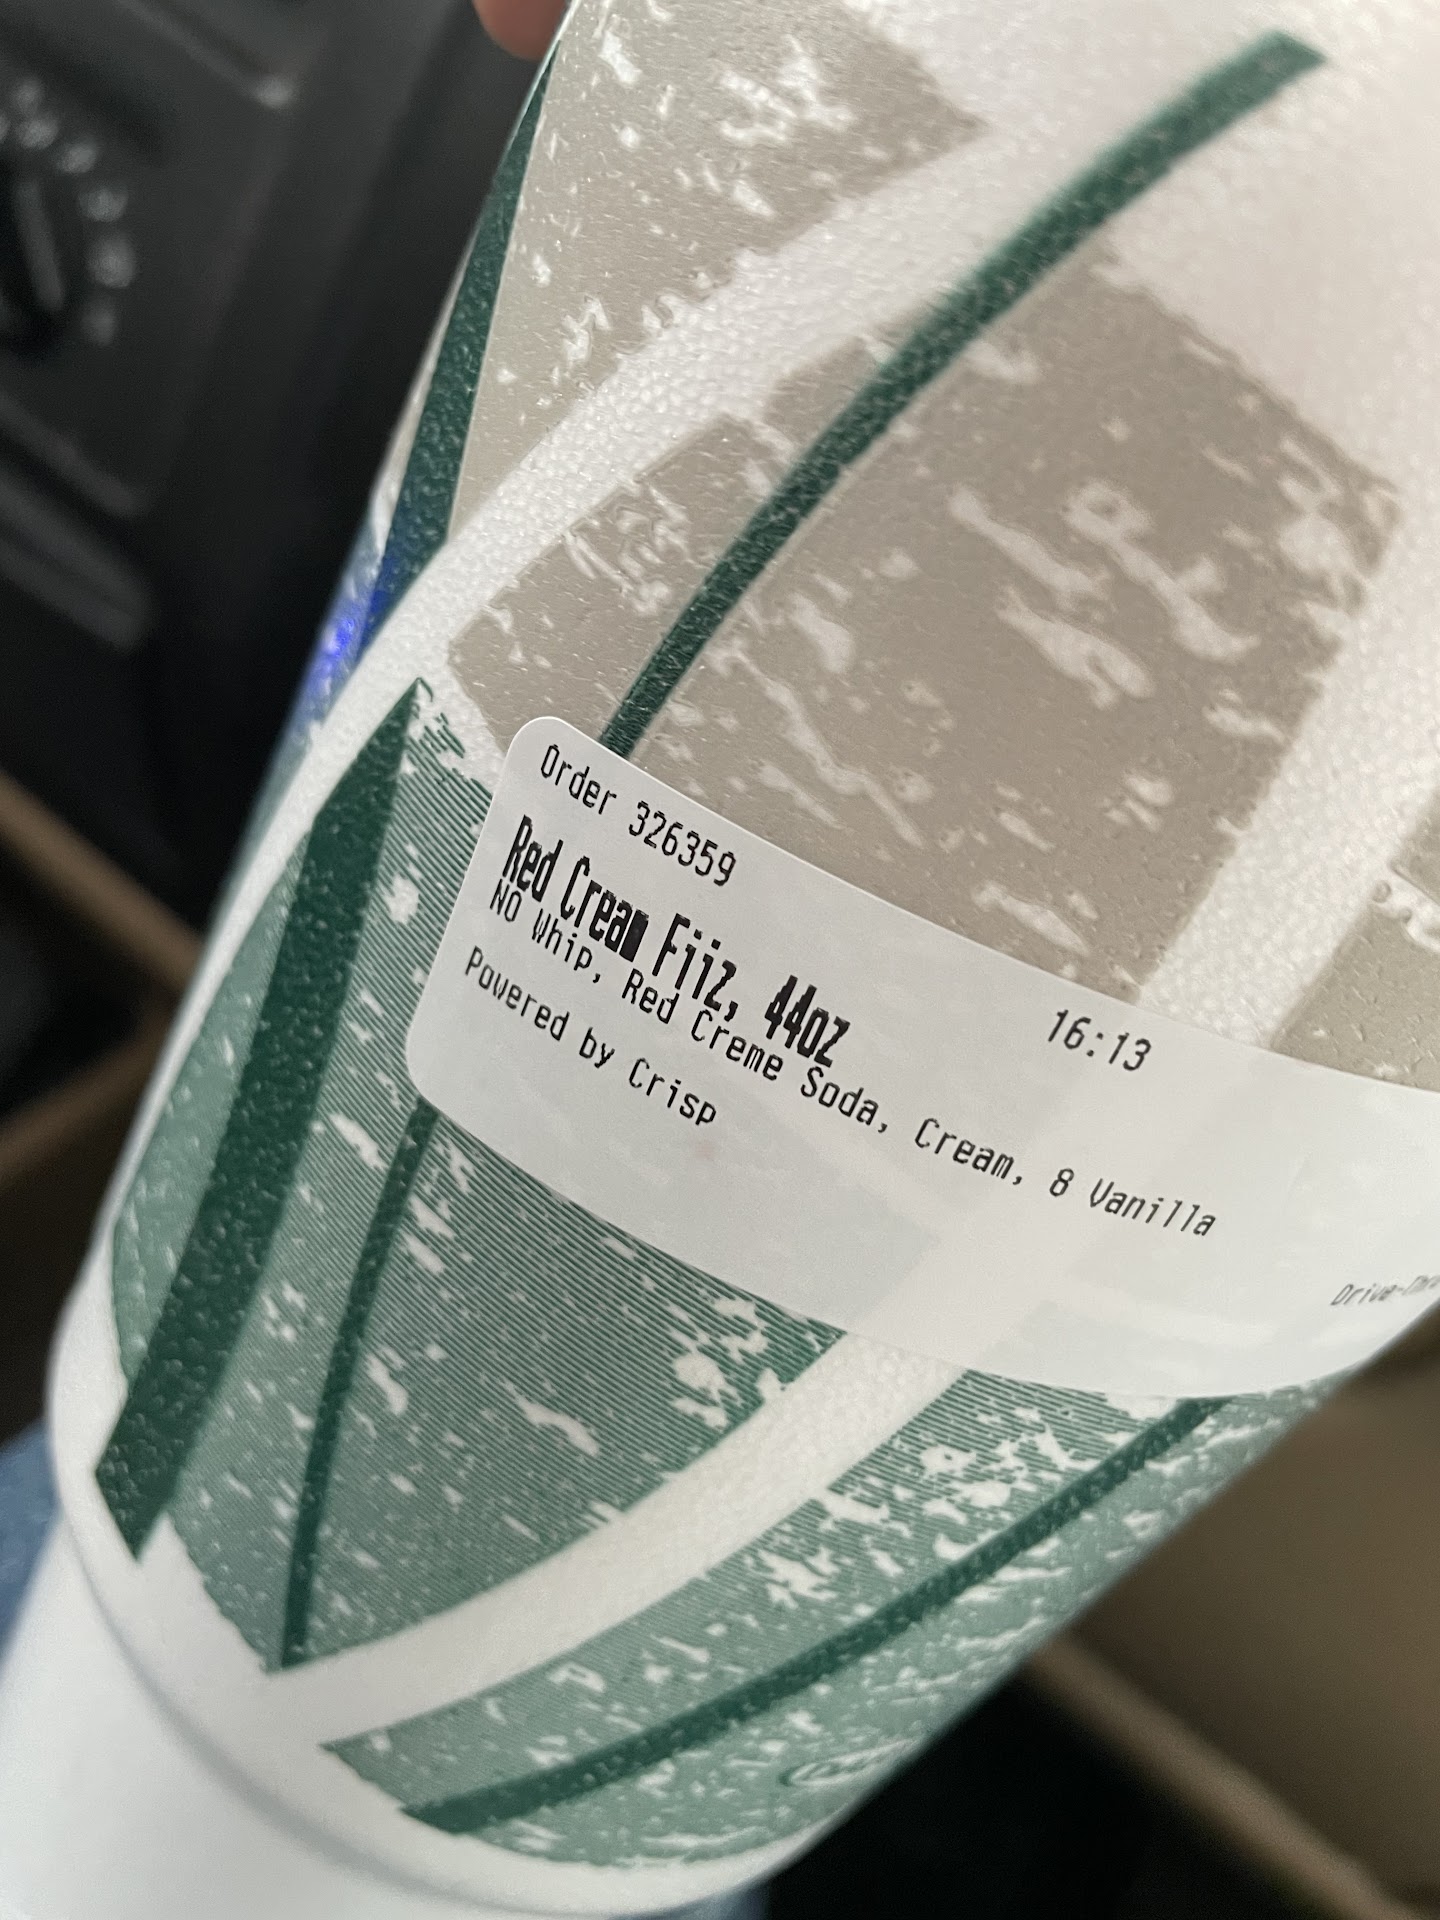 Order 326359
16:13
Red Cream Fiiz, 44oz
NO Whip, Red Creme Soda, Cream, 8 Vanilla
Powered by Crisp